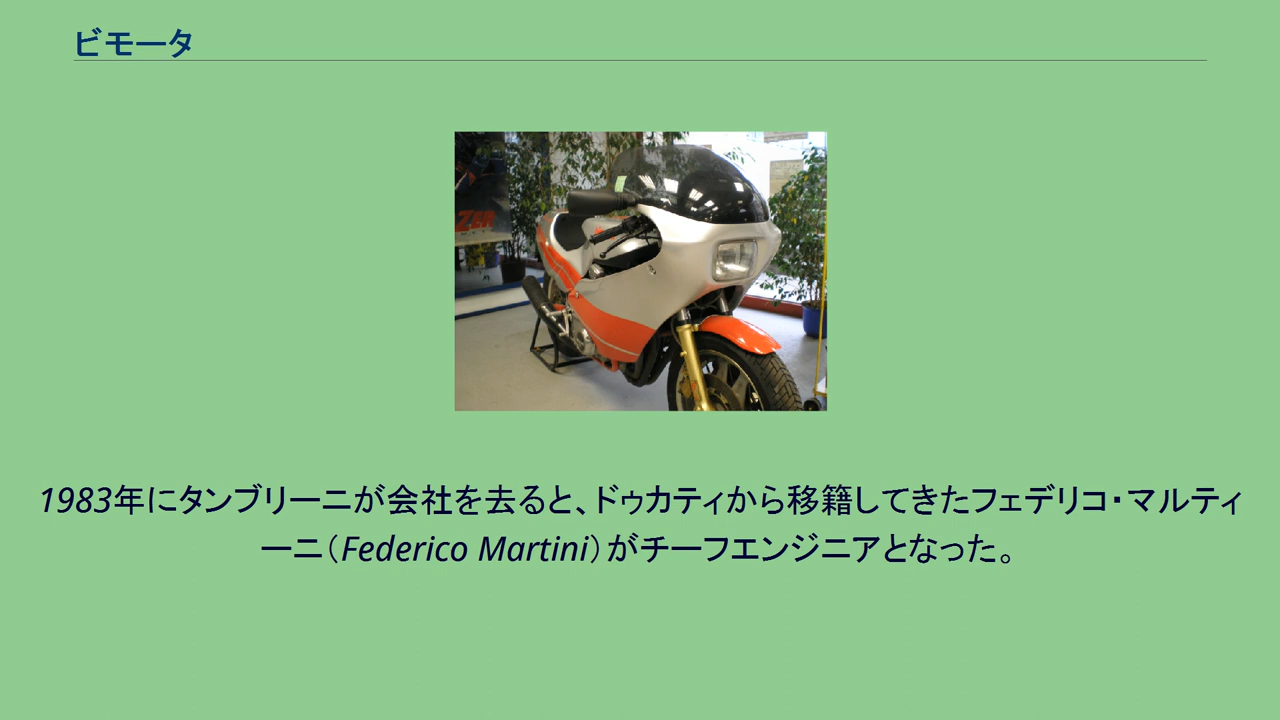 ビモータ
1983年にタンブリーニが会社を去ると、ドゥカティから移籍してきたフェデリコ・マルティ
ーニ（Federico Martini）がチーフエンジニアとなった。